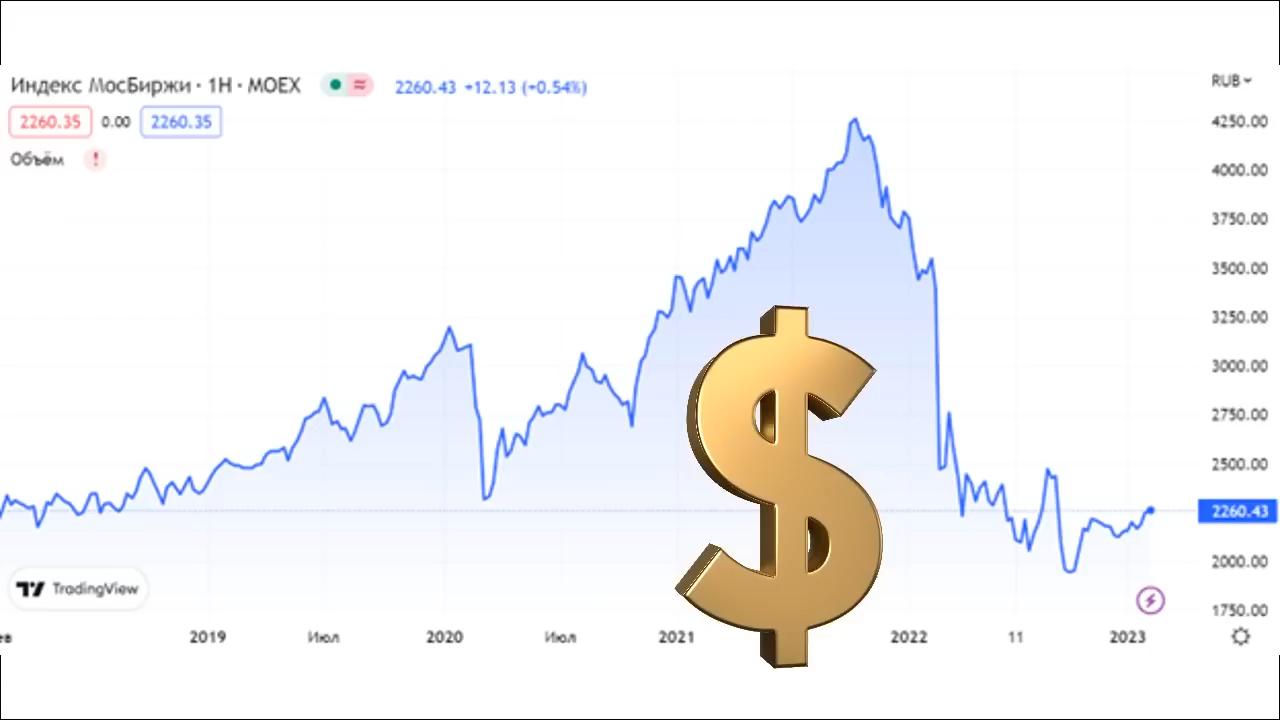 Индекс МосБиржи · 1Н · MOEX 2260.43 +12.13 (+0.54%)
2260.35 0.00 2260.35
Объём !
RUB
4250.00
4000.00
3750.00
3500.00
3250.00
3000.00
2750.00
2500.00
2260.43
2000.00
1750.00
TradingView
ев 2019 Июл 2020 Июл 2021 2022 11 2023